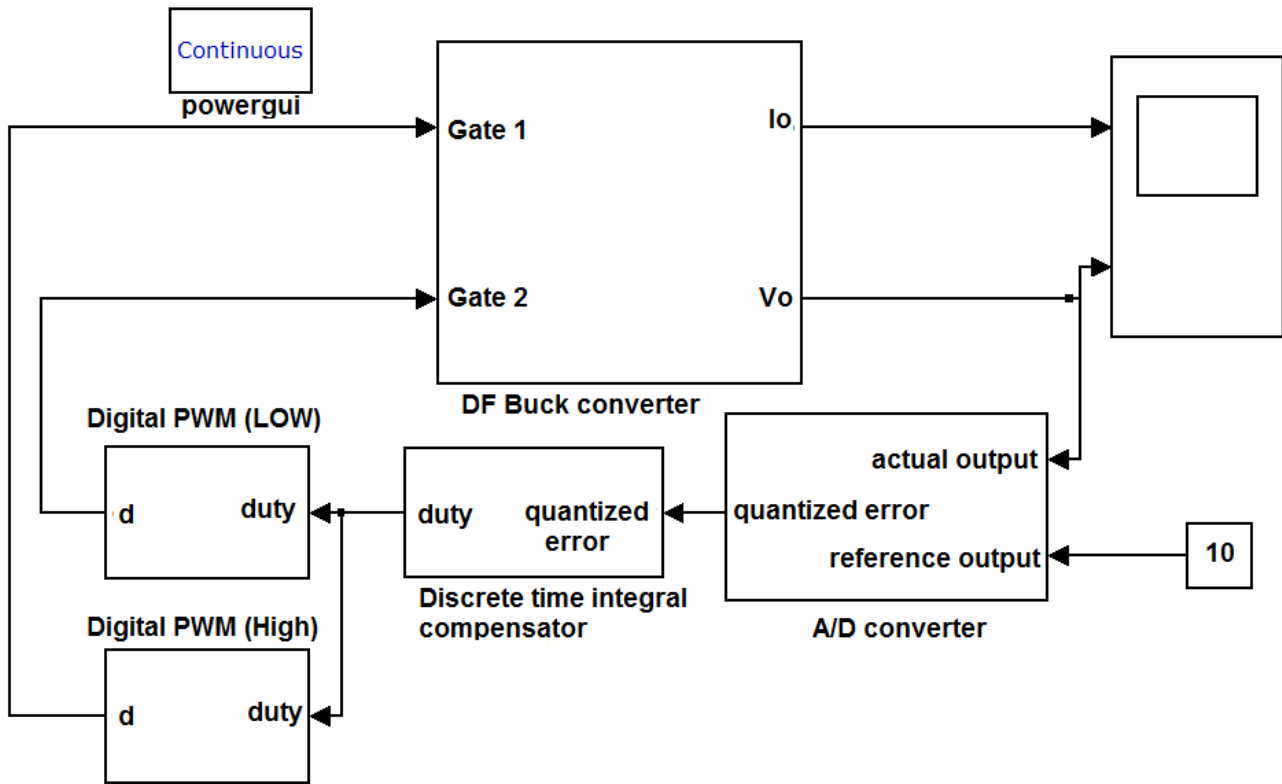 Continuous
powergui
Gate 1
Io
Gate 2
Vo
DF Buck converter
Digital PWM (LOW)
d
duty
duty
quantized
error
Discrete time integral
compensator
actual output
quantized error
reference output
A/D converter
10
Digital PWM (High)
d
duty